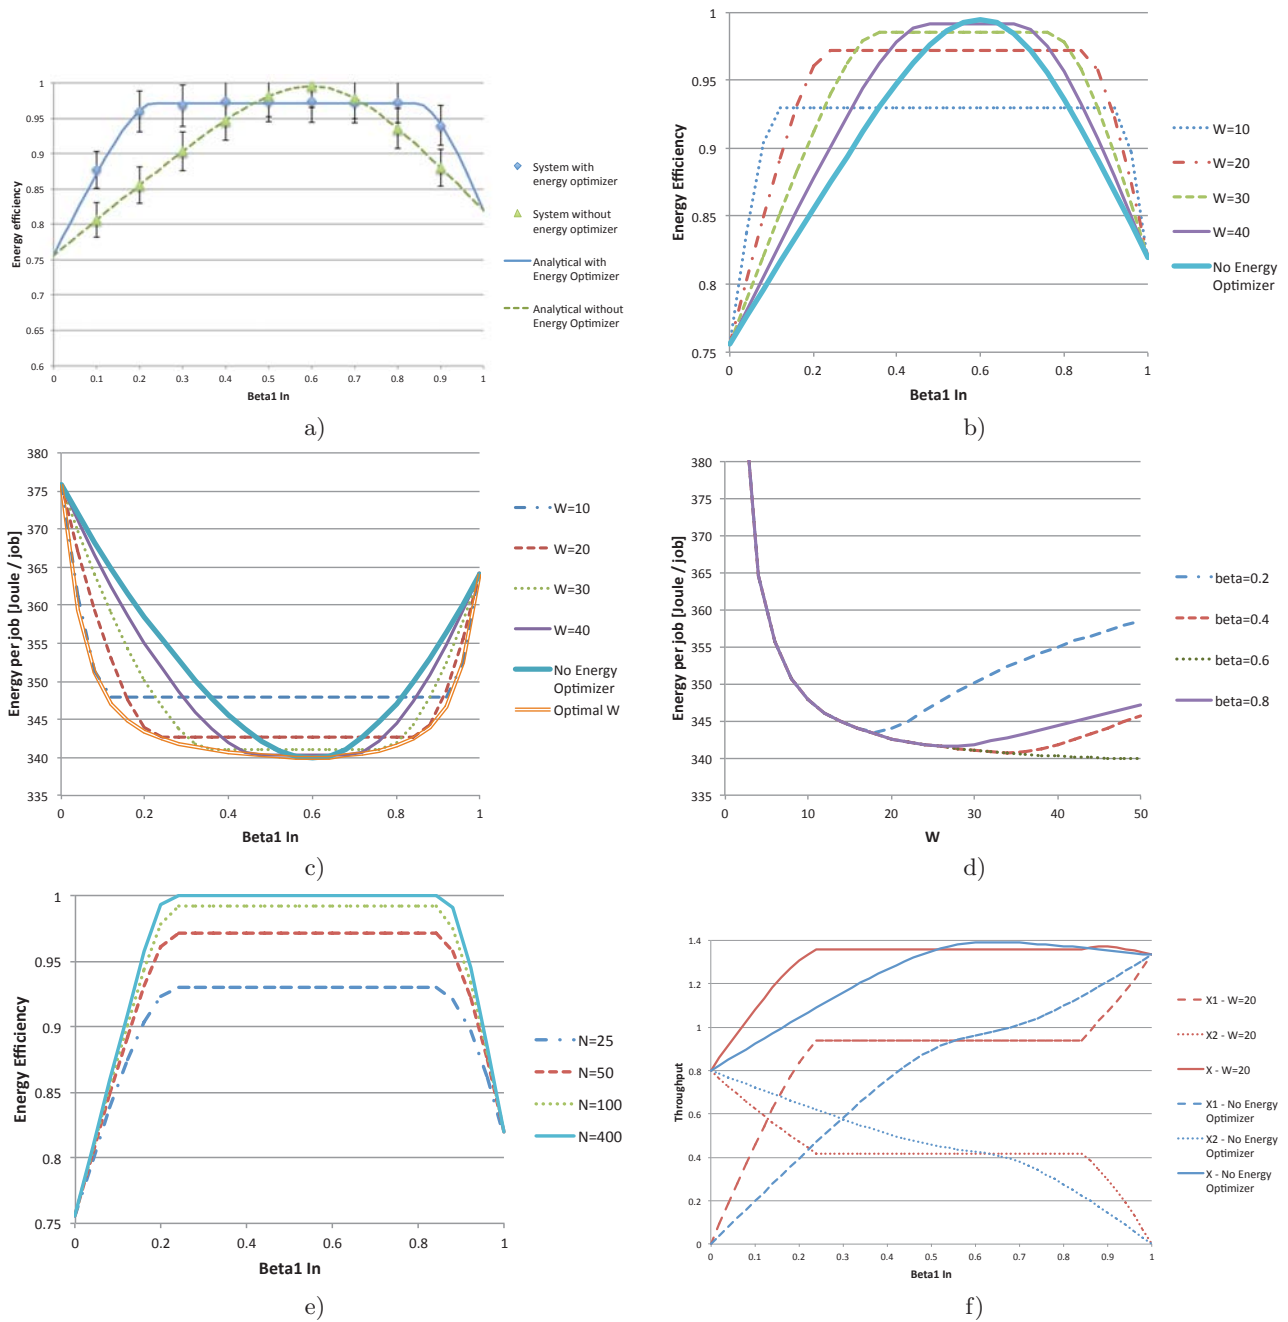 1
0.95
0.9
0.85
0.8
0.75
0.7
0.65
0.6
Energy efficiency
0 0.1 0.2 0.3 0.4 0.5 0.6 0.7 0.8 0.9 1
Beta1 In
System with
energy optimizer
System without
energy optimizer
Analytical with
Energy Optimizer
Analytical without
Energy Optimizer
a)
1
0.95
0.9
0.85
0.8
0.75
Energy Efficiency
0 0.2 0.4 0.6 0.8 1
Beta1 In
W=10
W=20
W=30
W=40
No Energy
Optimizer
b)
380
375
370
365
360
355
350
345
340
335
Energy per job [Joule / job]
0 0.2 0.4 0.6 0.8 1
Beta1 In
W=10
W=20
W=30
W=40
No Energy
Optimizer
Optimal W
c)
380
375
370
365
360
355
350
345
340
335
Energy per job [Joule / job]
0 10 20 30 40 50
W
beta=0.2
beta=0.4
beta=0.6
beta=0.8
d)
1
0.95
0.9
0.85
0.8
0.75
Energy Efficiency
0 0.2 0.4 0.6 0.8 1
Beta1 In
N=25
N=50
N=100
N=400
e)
1.4
1.2
1
0.8
0.6
0.4
0.2
0
Throughput
0 0.1 0.2 0.3 0.4 0.5 0.6 0.7 0.8 0.9 1
Beta1 In
X1 - W=20
X2 - W=20
X - W=20
X1 - No Energy
Optimizer
X2 - No Energy
Optimizer
X - No Energy
Optimizer
f)